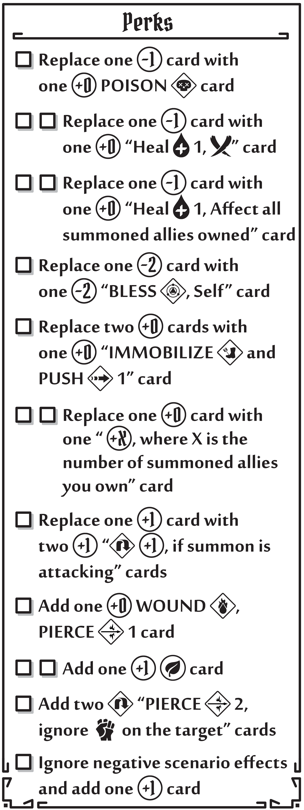 Perks
Replace one -1 card with
one +0 POISON card
Replace one -1 card with
one +0 “Heal 1, ” card
Replace one -1 card with
one +0 “Heal 1, Affect all
summoned allies owned” card
Replace one -2 card with
one -2 “BLESS , Self” card
Replace two +0 cards with
one +0 “IMMOBILIZE and
PUSH 1” card
Replace one +0 card with
one “ +X, where X is the
number of summoned allies
you own” card
Replace one +1 card with
two +1 “ +1, if summon is
attacking” cards
Add one +0 WOUND ,
PIERCE 1 card
Add one +1 card
Add two “PIERCE 2,
ignore on the target” cards
Ignore negative scenario effects
and add one +1 card